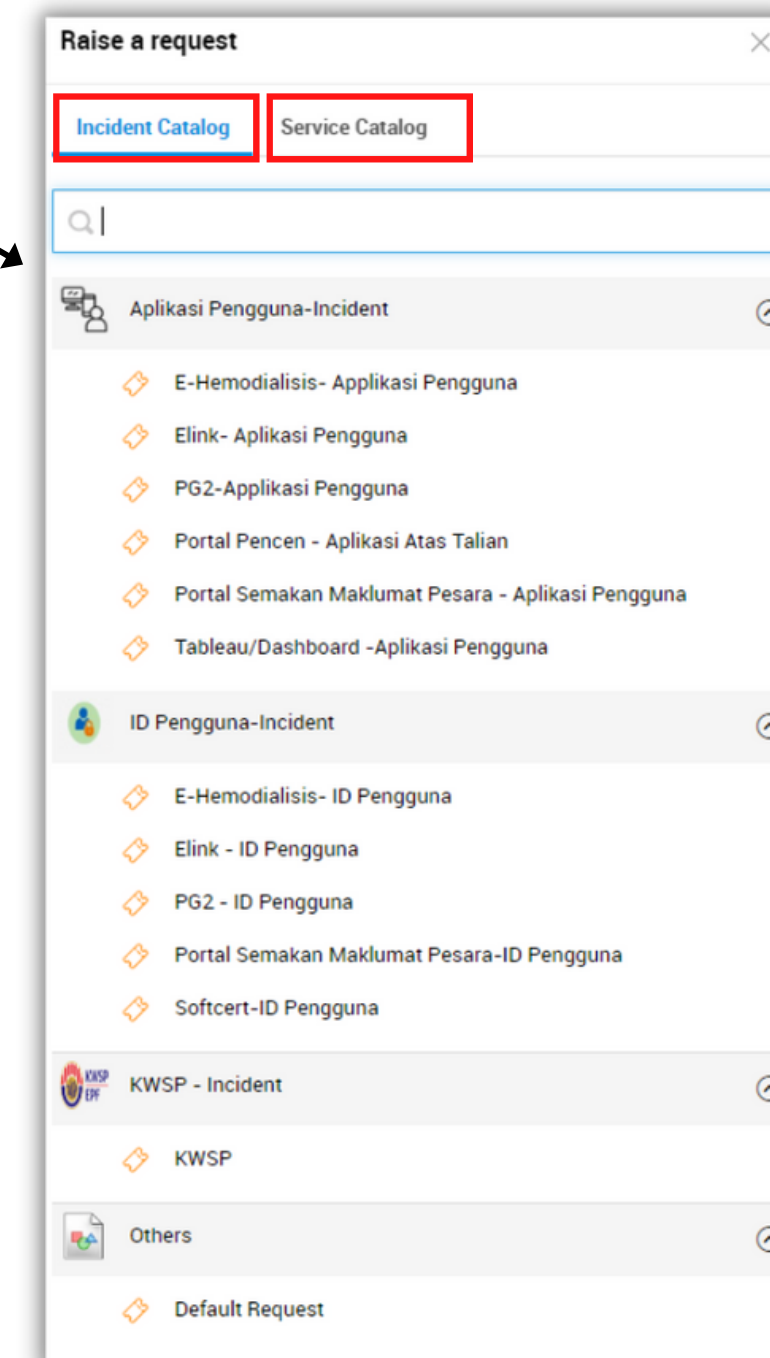 Raise a request
Incident Catalog
Service Catalog
Aplikasi Pengguna-Incident
E-Hemodialisis- Applikasi Pengguna
Elink- Aplikasi Pengguna
PG2-Applikasi Pengguna
Portal Pencen - Aplikasi Atas Talian
Portal Semakan Maklumat Pesara - Aplikasi Pengguna
Tableau/Dashboard -Aplikasi Pengguna
ID Pengguna-Incident
E-Hemodialisis- ID Pengguna
Elink - ID Pengguna
PG2 - ID Pengguna
Portal Semakan Maklumat Pesara-ID Pengguna
Softcert-ID Pengguna
KWSP
EPF
KWSP - Incident
KWSP
Others
Default Request